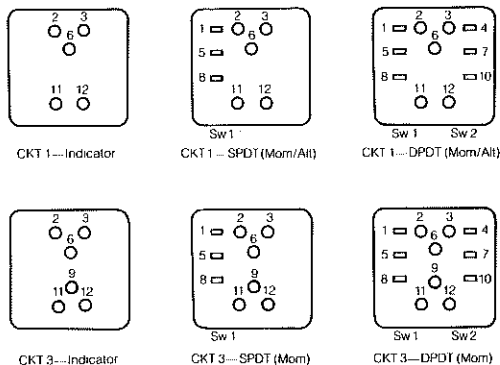 2 3
6
11 12
CKT 1---Indicator
1 2 3
6
5
8
11 12
Sw 1
CKT 1---SPDT (Mom/Alt)
1 2 3 4
6
5 7
8 10
11 12
Sw 1 Sw 2
CKT 1---DPDT (Mom/Alt)
2 3
6
9
11 12
CKT 3---Indicator
1 2 3
6
5
8 9
11 12
Sw 1
CKT 3---SPDT (Mom)
1 2 3 4
6
5 7
8 9 10
11 12
Sw 1 Sw 2
CKT 3---DPDT (Mom)